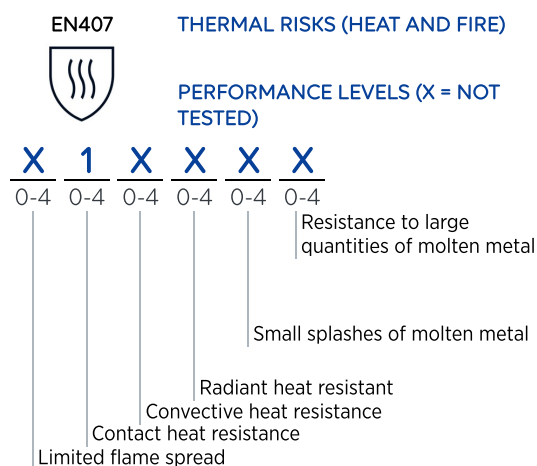 EN407
THERMAL RISKS (HEAT AND FIRE)
PERFORMANCE LEVELS (X = NOT
TESTED)
X 1 X X X X
0-4 0-4 0-4 0-4 0-4 0-4
Resistance to large
quantities of molten metal
Small splashes of molten metal
Radiant heat resistant
Convective heat resistance
Contact heat resistance
Limited flame spread